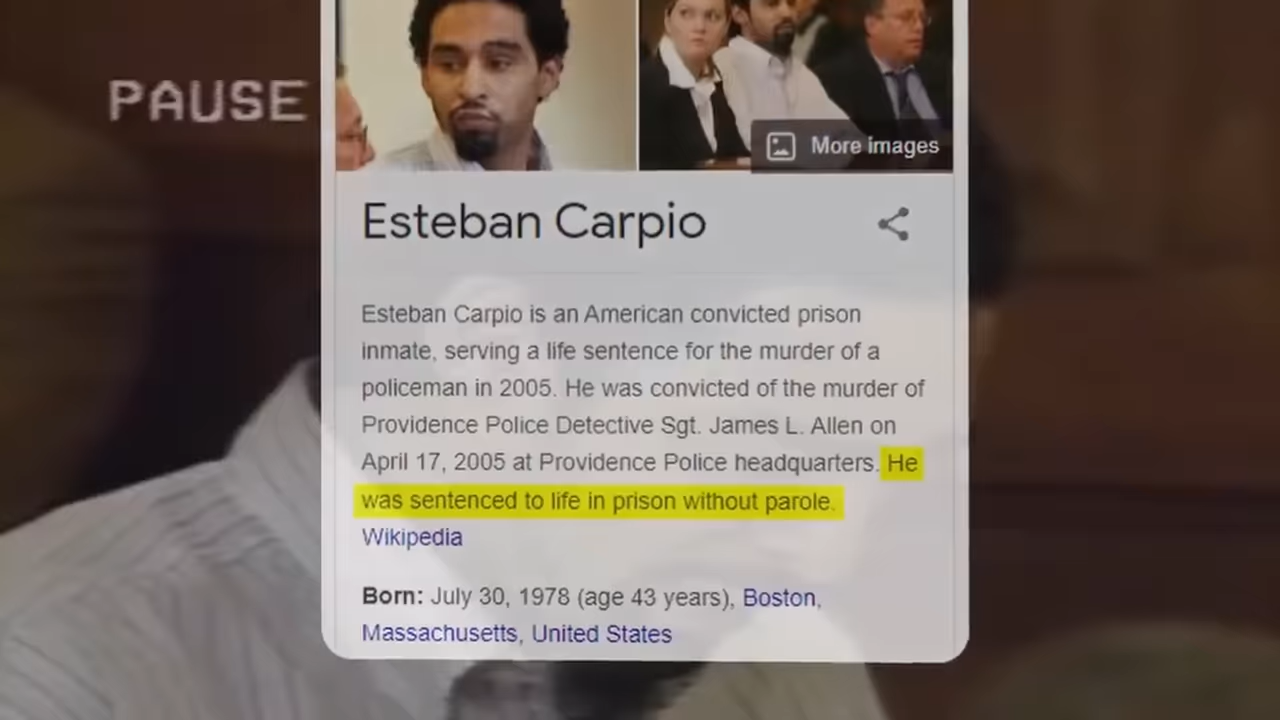 PAUSE
More images
Esteban Carpio
Esteban Carpio is an American convicted prison
inmate, serving a life sentence for the murder of a
policeman in 2005. He was convicted of the murder of
Providence Police Detective Sgt. James L. Allen on
April 17, 2005 at Providence Police headquarters. He
was sentenced to life in prison without parole.
Wikipedia
Born: July 30, 1978 (age 43 years), Boston,
Massachusetts, United States